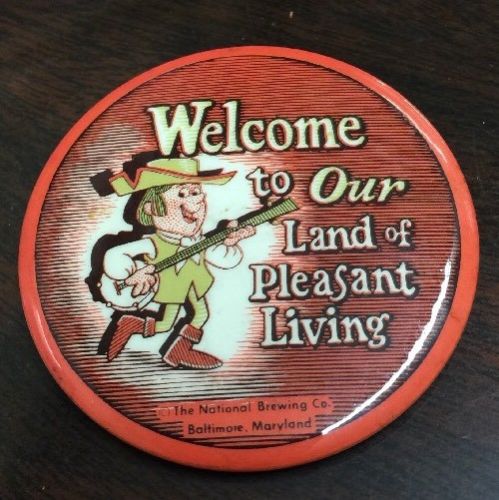 Welcome
to Our
Land of
Pleasant
Living
© The National Brewing Co.
Baltimore, Maryland